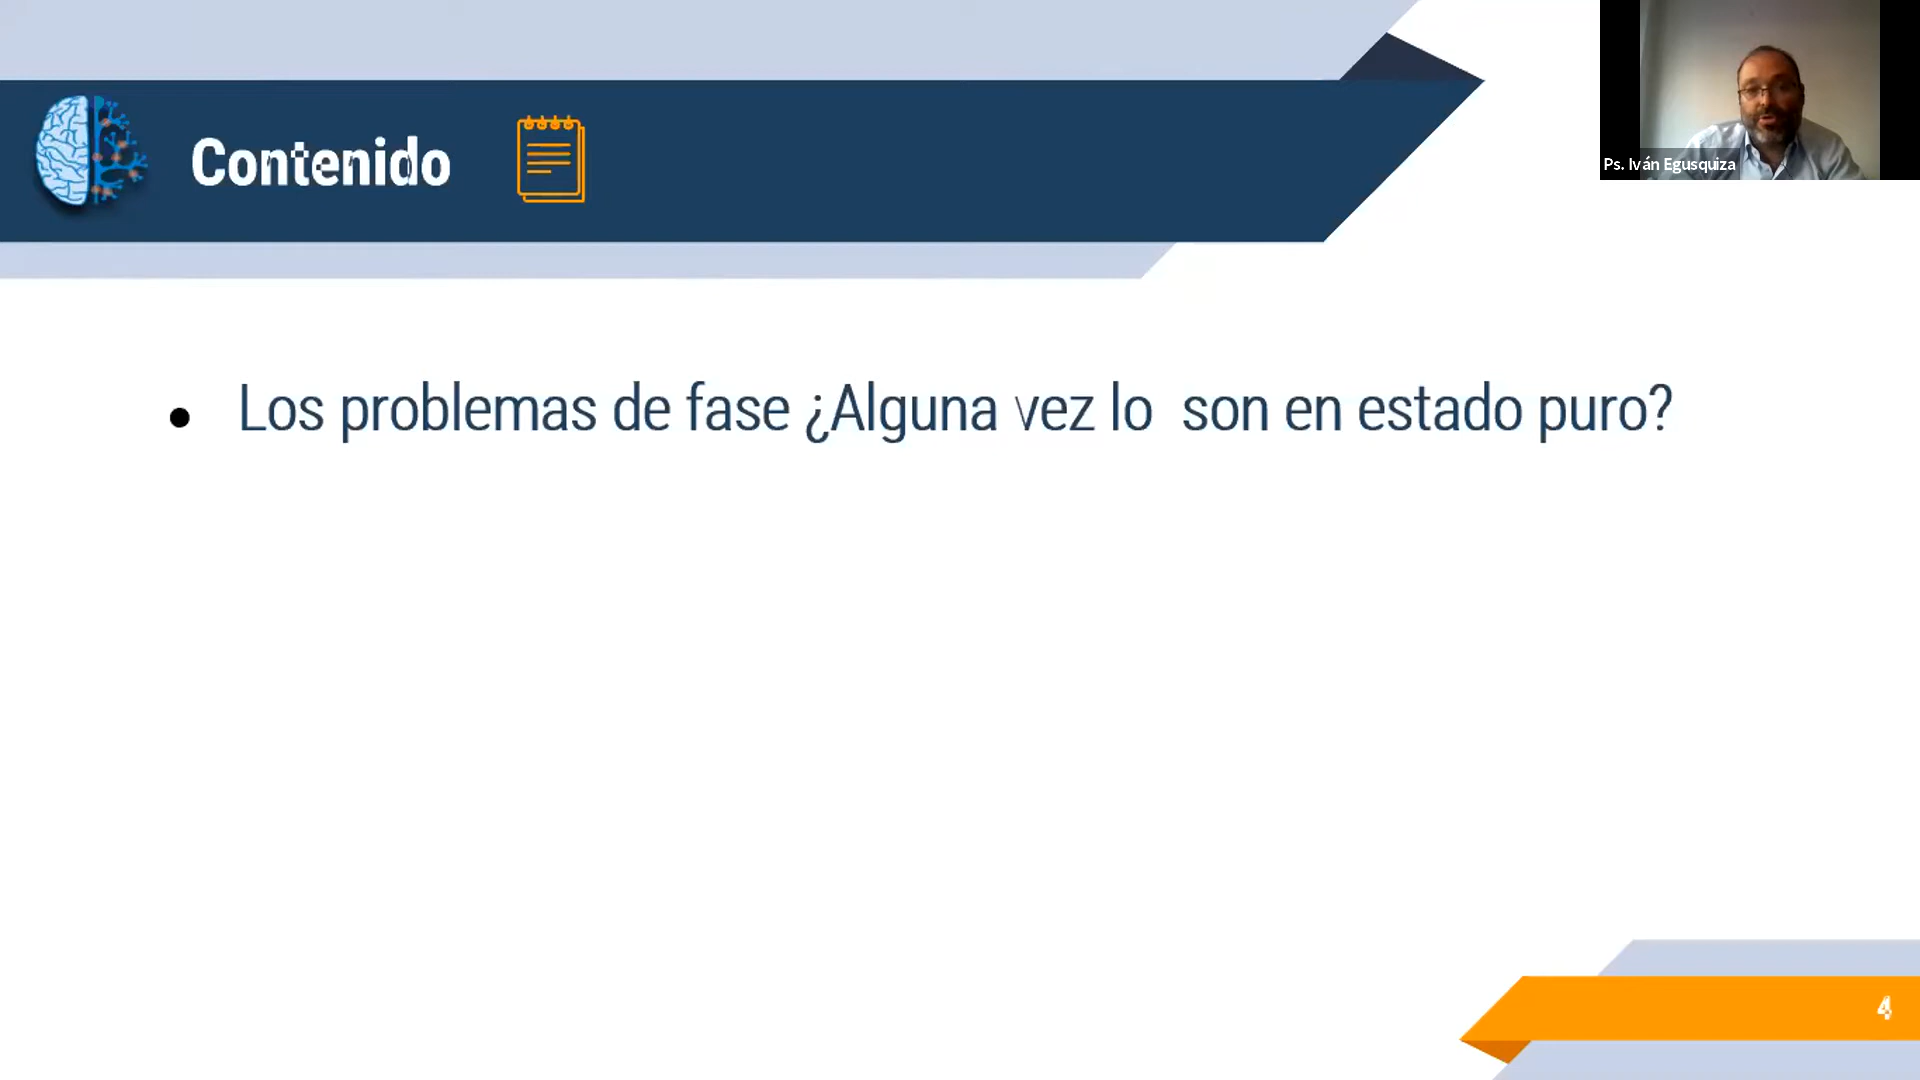 Contenido
Ps. Iván Egusquiza
● Los problemas de fase ¿Alguna vez lo son en estado puro?
4